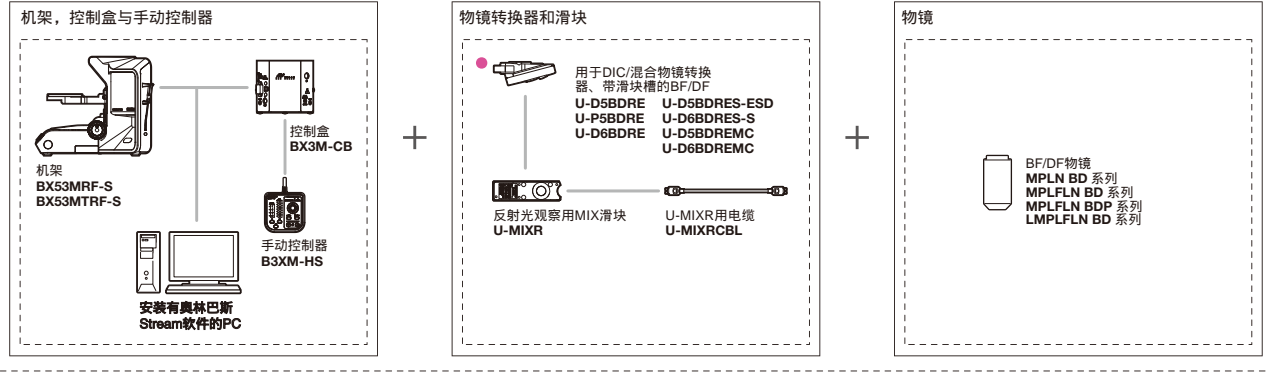 机架，控制盒与手动控制器
控制盒
BX3M-CB
机架
BX53MRF-S
BX53MTRF-S
手动控制器
B3XM-HS
安装有奥林巴斯
Stream软件的PC
+
物镜转换器和滑块
用于DIC/混合物镜转换
器、带滑块槽的BF/DF
U-D5BDRE U-D5BDRES-ESD
U-P5BDRE U-D6BDRES-S
U-D6BDRE U-D5BDREMC
U-D6BDREMC
反射光观察用MIX滑块
U-MIXR
U-MIXR用电缆
U-MIXRCBL
+
物镜
BF/DF物镜
MPLN BD 系列
MPLFLN BD 系列
MPLFLN BDP 系列
LMPLFLN BD 系列